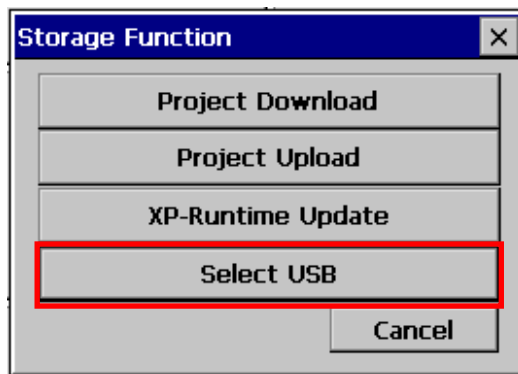 Storage Function
Project Download
Project Upload
XP-Runtime Update
Select USB
Cancel